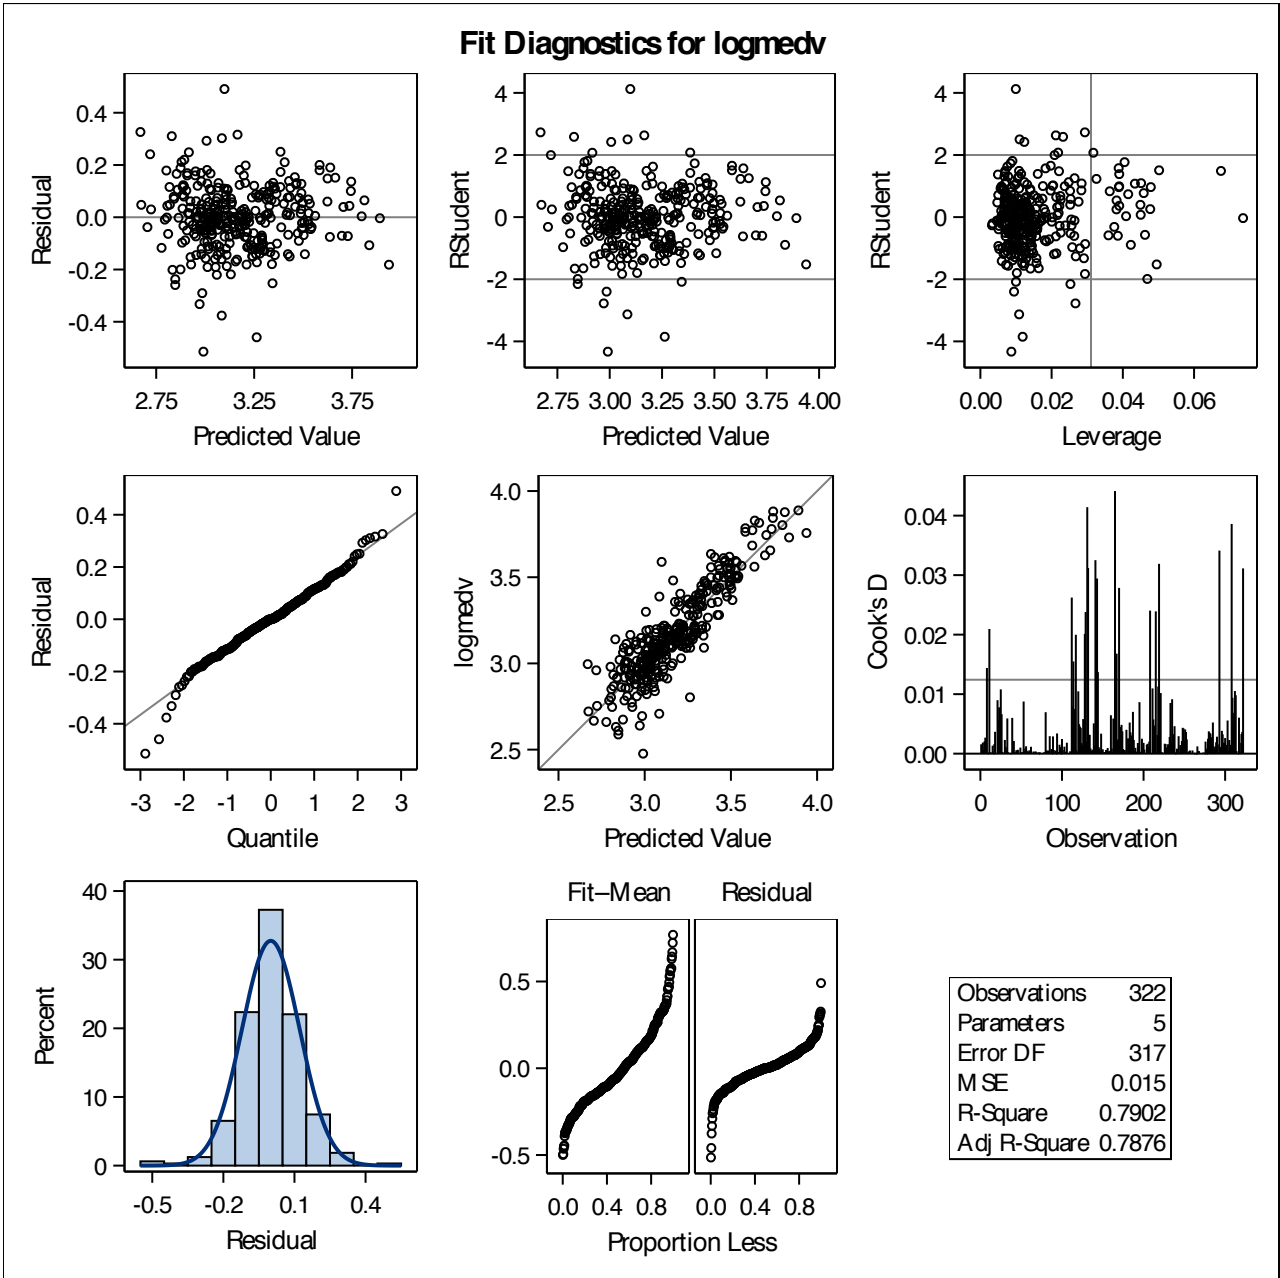 Fit Diagnostics for logmedv
0.4
0.2
0.0
-0.2
-0.4
Residual
2.75 3.25 3.75
Predicted Value
4
2
0
-2
-4
RStudent
2.75 3.00 3.25 3.50 3.75 4.00
Predicted Value
4
2
0
-2
-4
RStudent
0.00 0.02 0.04 0.06
Leverage
0.4
0.2
0.0
-0.2
-0.4
Residual
-3 -2 -1 0 1 2 3
Quantile
4.0
3.5
3.0
2.5
logmedv
2.5 3.0 3.5 4.0
Predicted Value
0.04
0.03
0.02
0.01
0.00
Cook's D
0 100 200 300
Observation
40
30
20
10
0
Percent
-0.5 -0.2 0.1 0.4
Residual
Fit–Mean Residual
0.5
0.0
-0.5
0.0 0.4 0.8 0.0 0.4 0.8
Proportion Less
Observations 322
Parameters 5
Error DF 317
MSE 0.015
R-Square 0.7902
Adj R-Square 0.7876